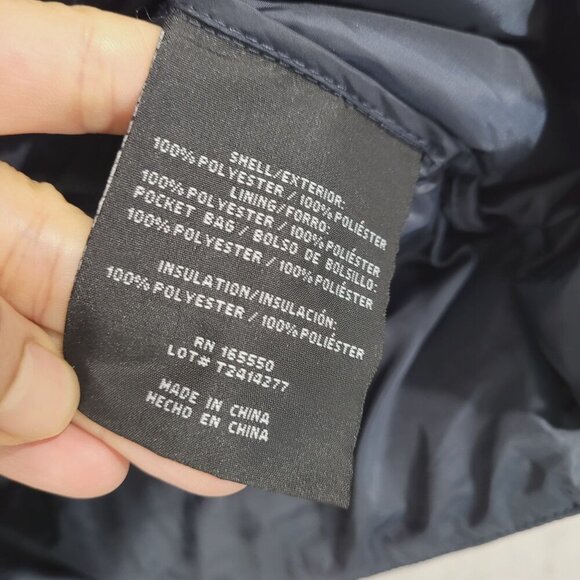 SHELL/EXTERIOR:
100% POLYESTER / 100% POLIÉSTER
LINING/FORRO:
100% POLYESTER / 100% POLIÉSTER
POCKET BAG / BOLSO DE BOLSILLO:
100% POLYESTER / 100% POLIÉSTER
INSULATION/INSULACIÓN:
100% POLYESTER / 100% POLIÉSTER
RN 165550
LOT# T2414277
MADE IN CHINA
HECHO EN CHINA